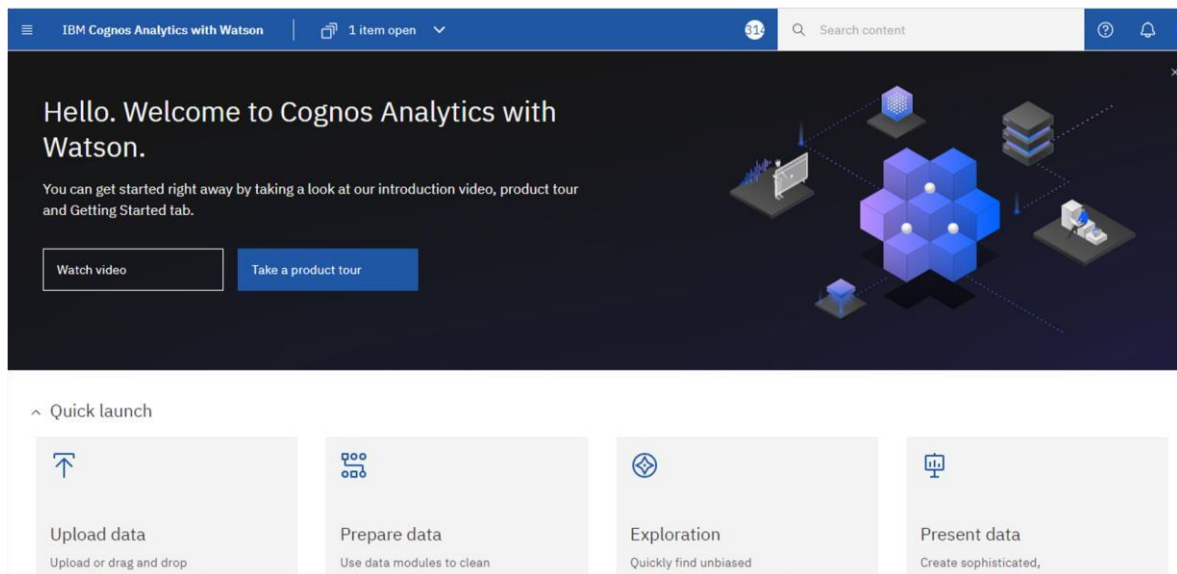 IBM Cognos Analytics with Watson
1 item open
Search content
Hello. Welcome to Cognos Analytics with
Watson.
You can get started right away by taking a look at our introduction video, product tour
and Getting Started tab.
Watch video
Take a product tour
Quick launch
Upload data
Upload or drag and drop
Prepare data
Use data modules to clean
Exploration
Quickly find unbiased
Present data
Create sophisticated,